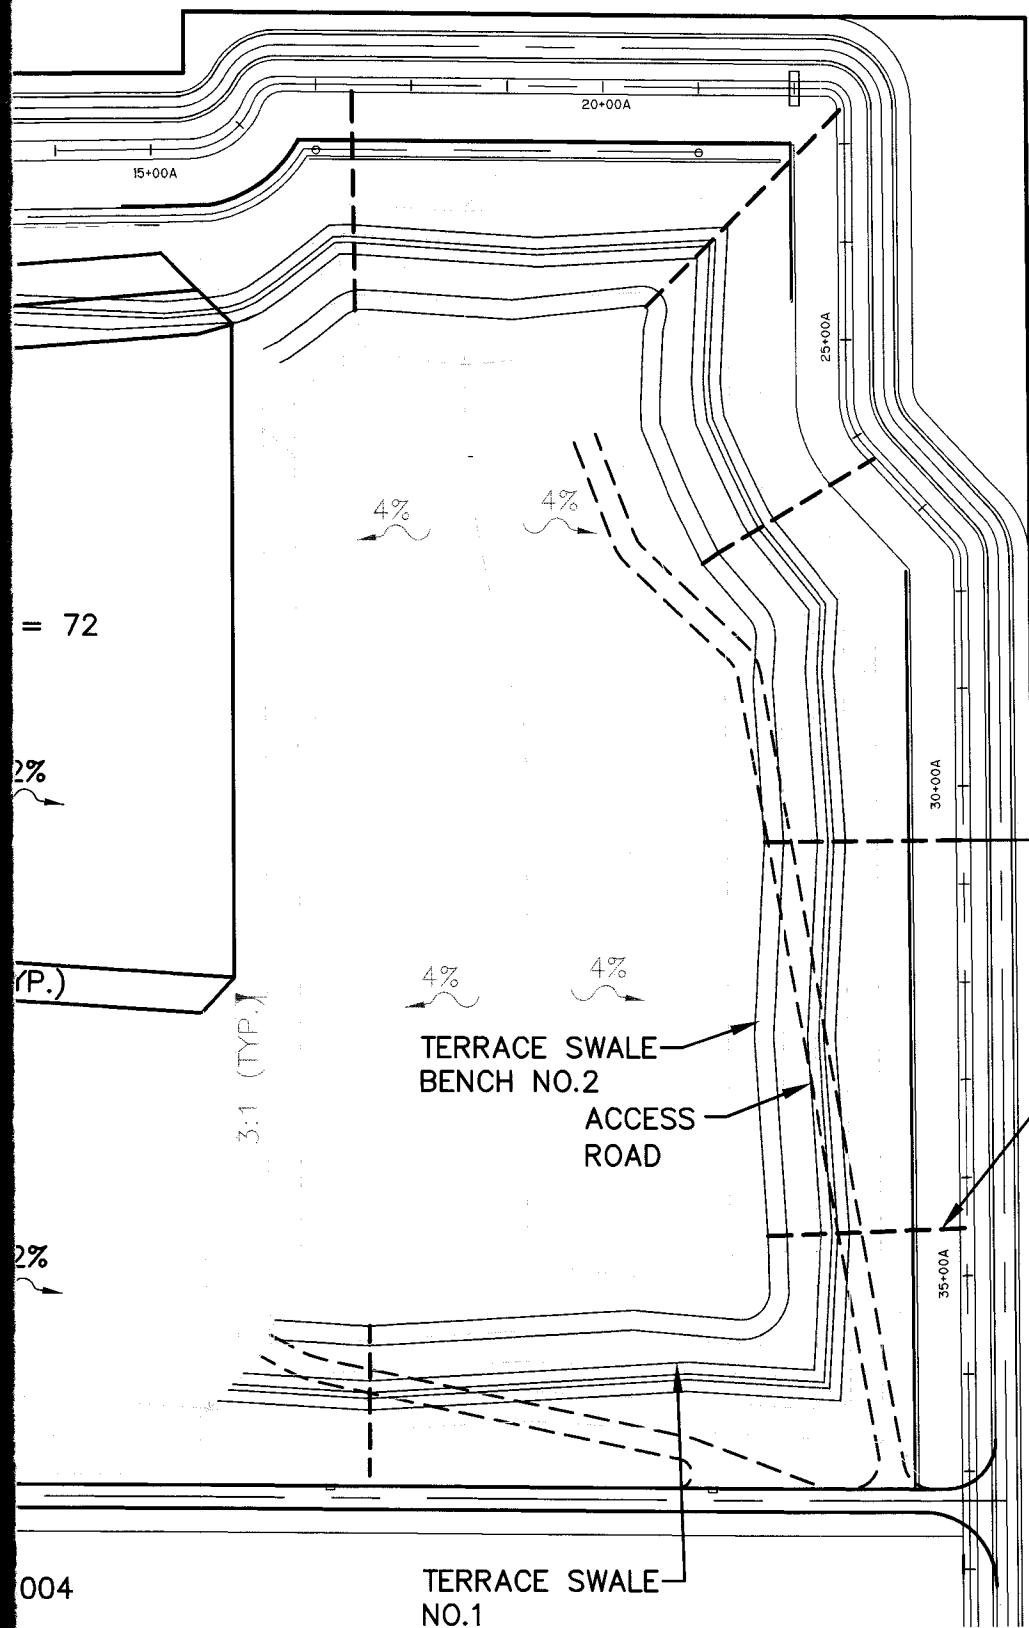 20+00A
15+00A
25+00A
4%
4%
= 72
2%
30+00A
4%
4%
YP.)
3:1 (TYP.)
TERRACE SWALE
BENCH NO.2
ACCESS
ROAD
2%
35+00A
004
TERRACE SWALE
NO.1